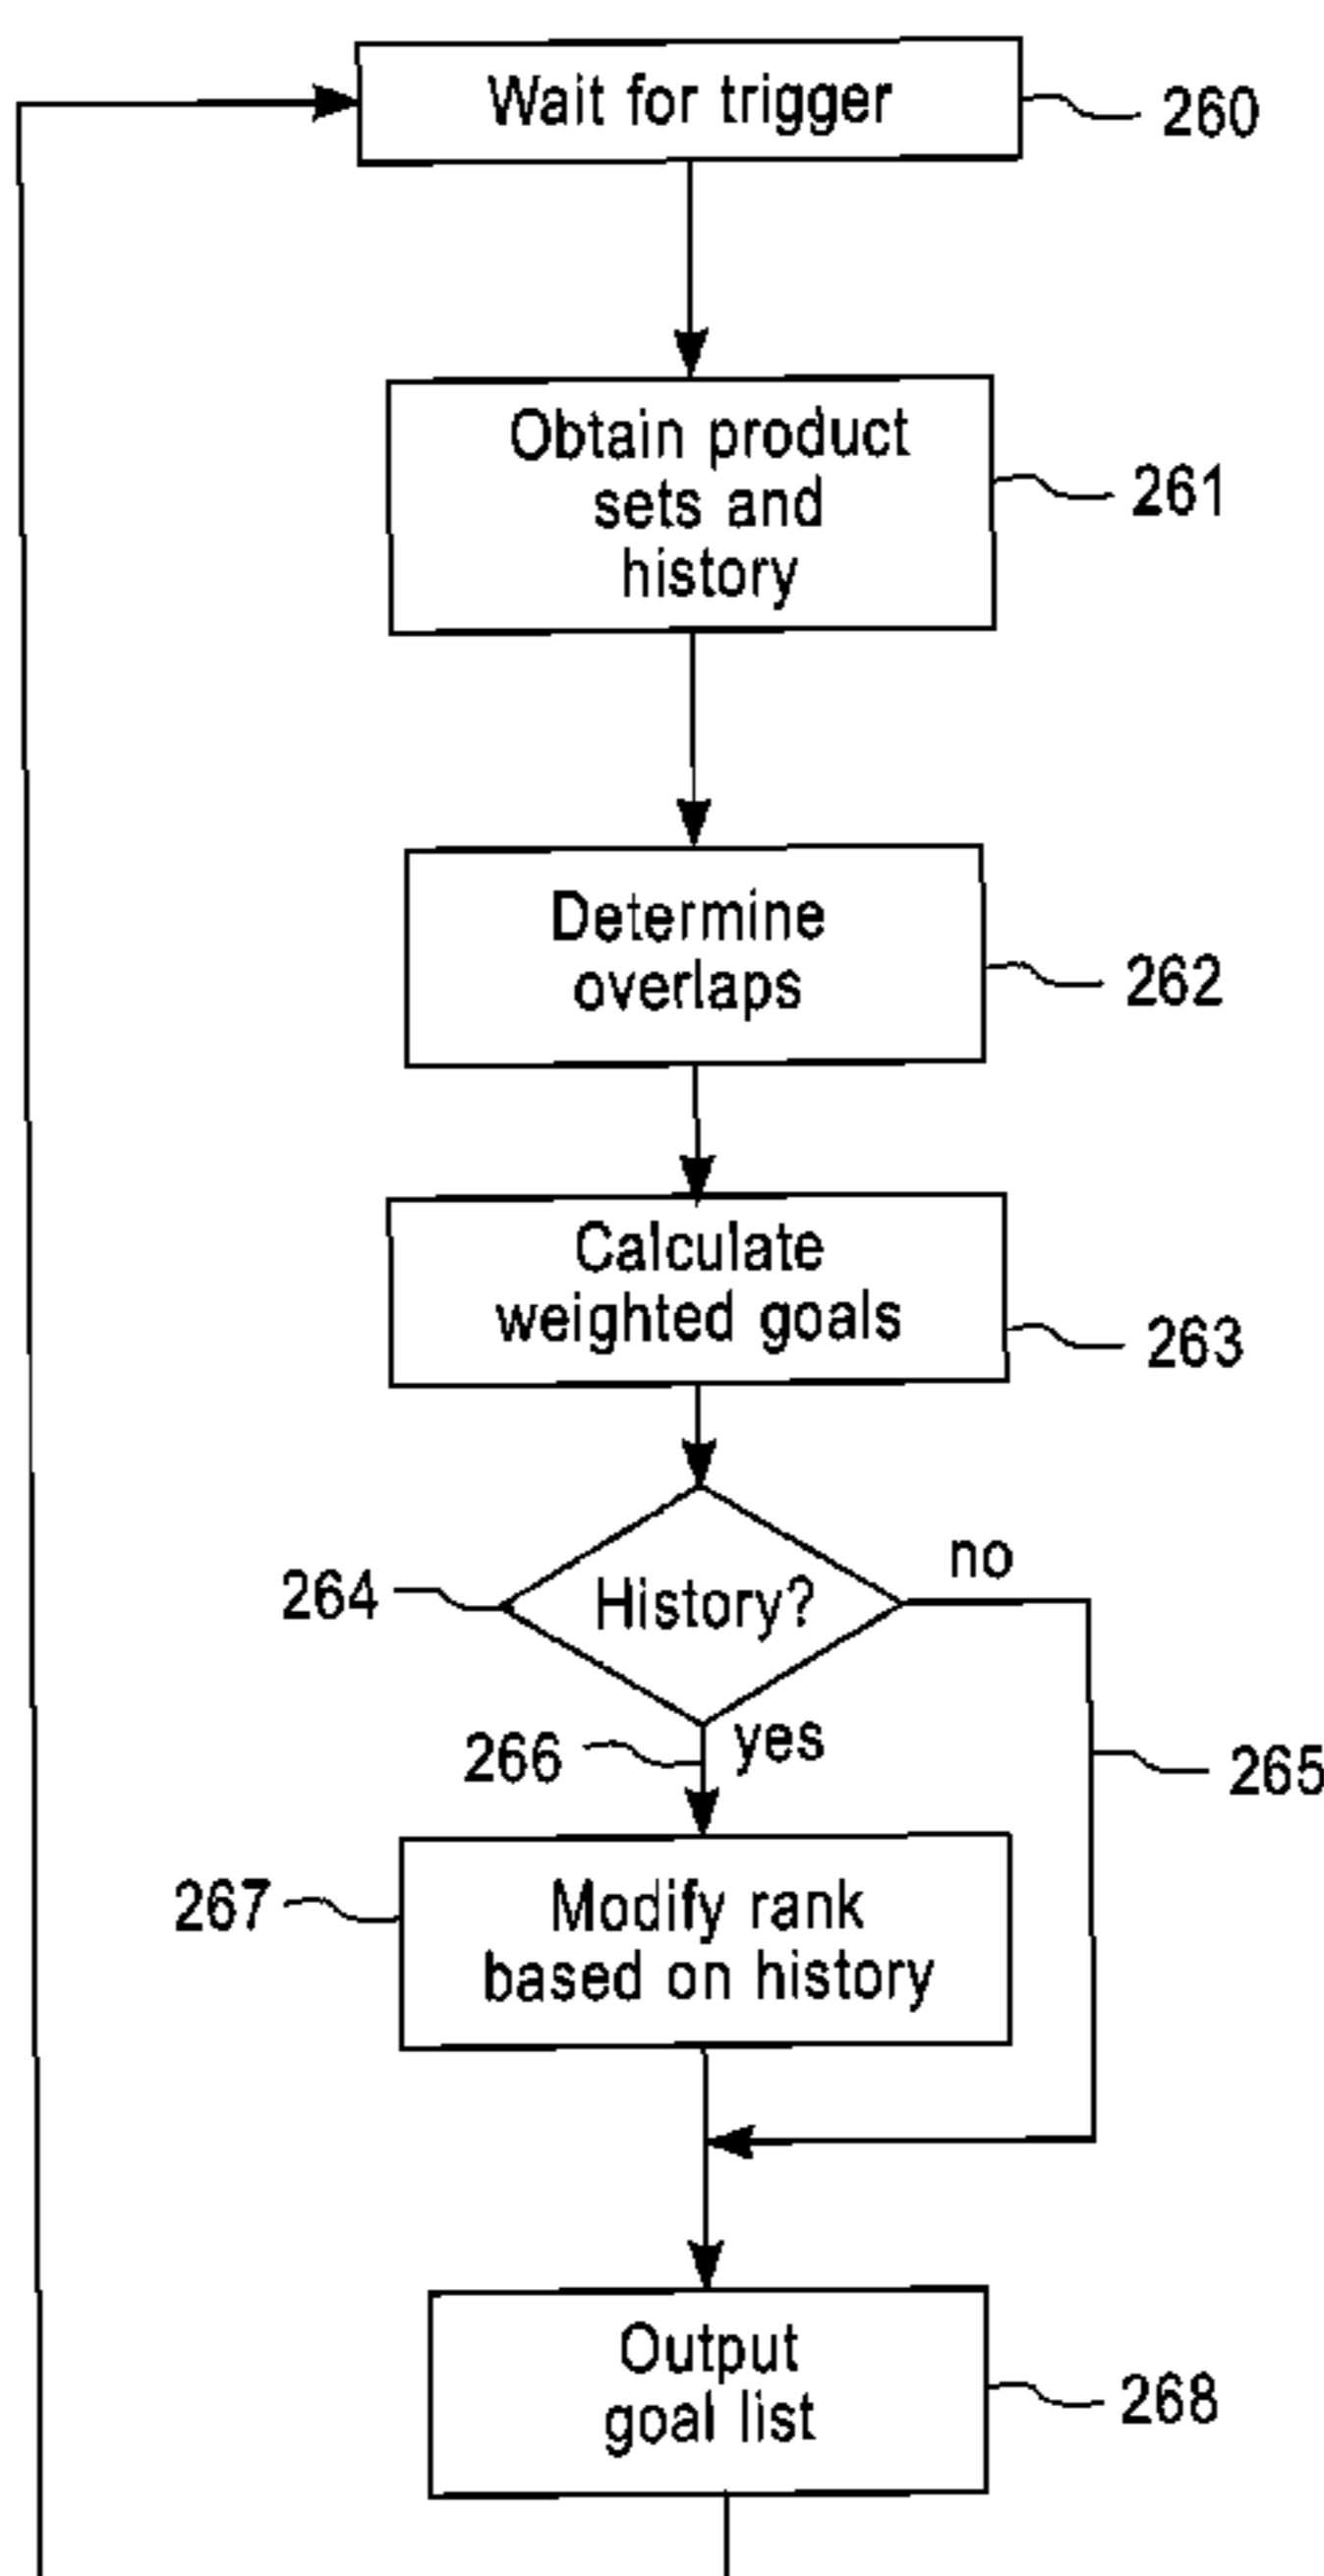 Wait for trigger
260
Obtain product
sets and
history
261
Determine
overlaps
262
Calculate
weighted goals
263
264
History?
no
266
yes
265
267
Modify rank
based on history
Output
goal list
268